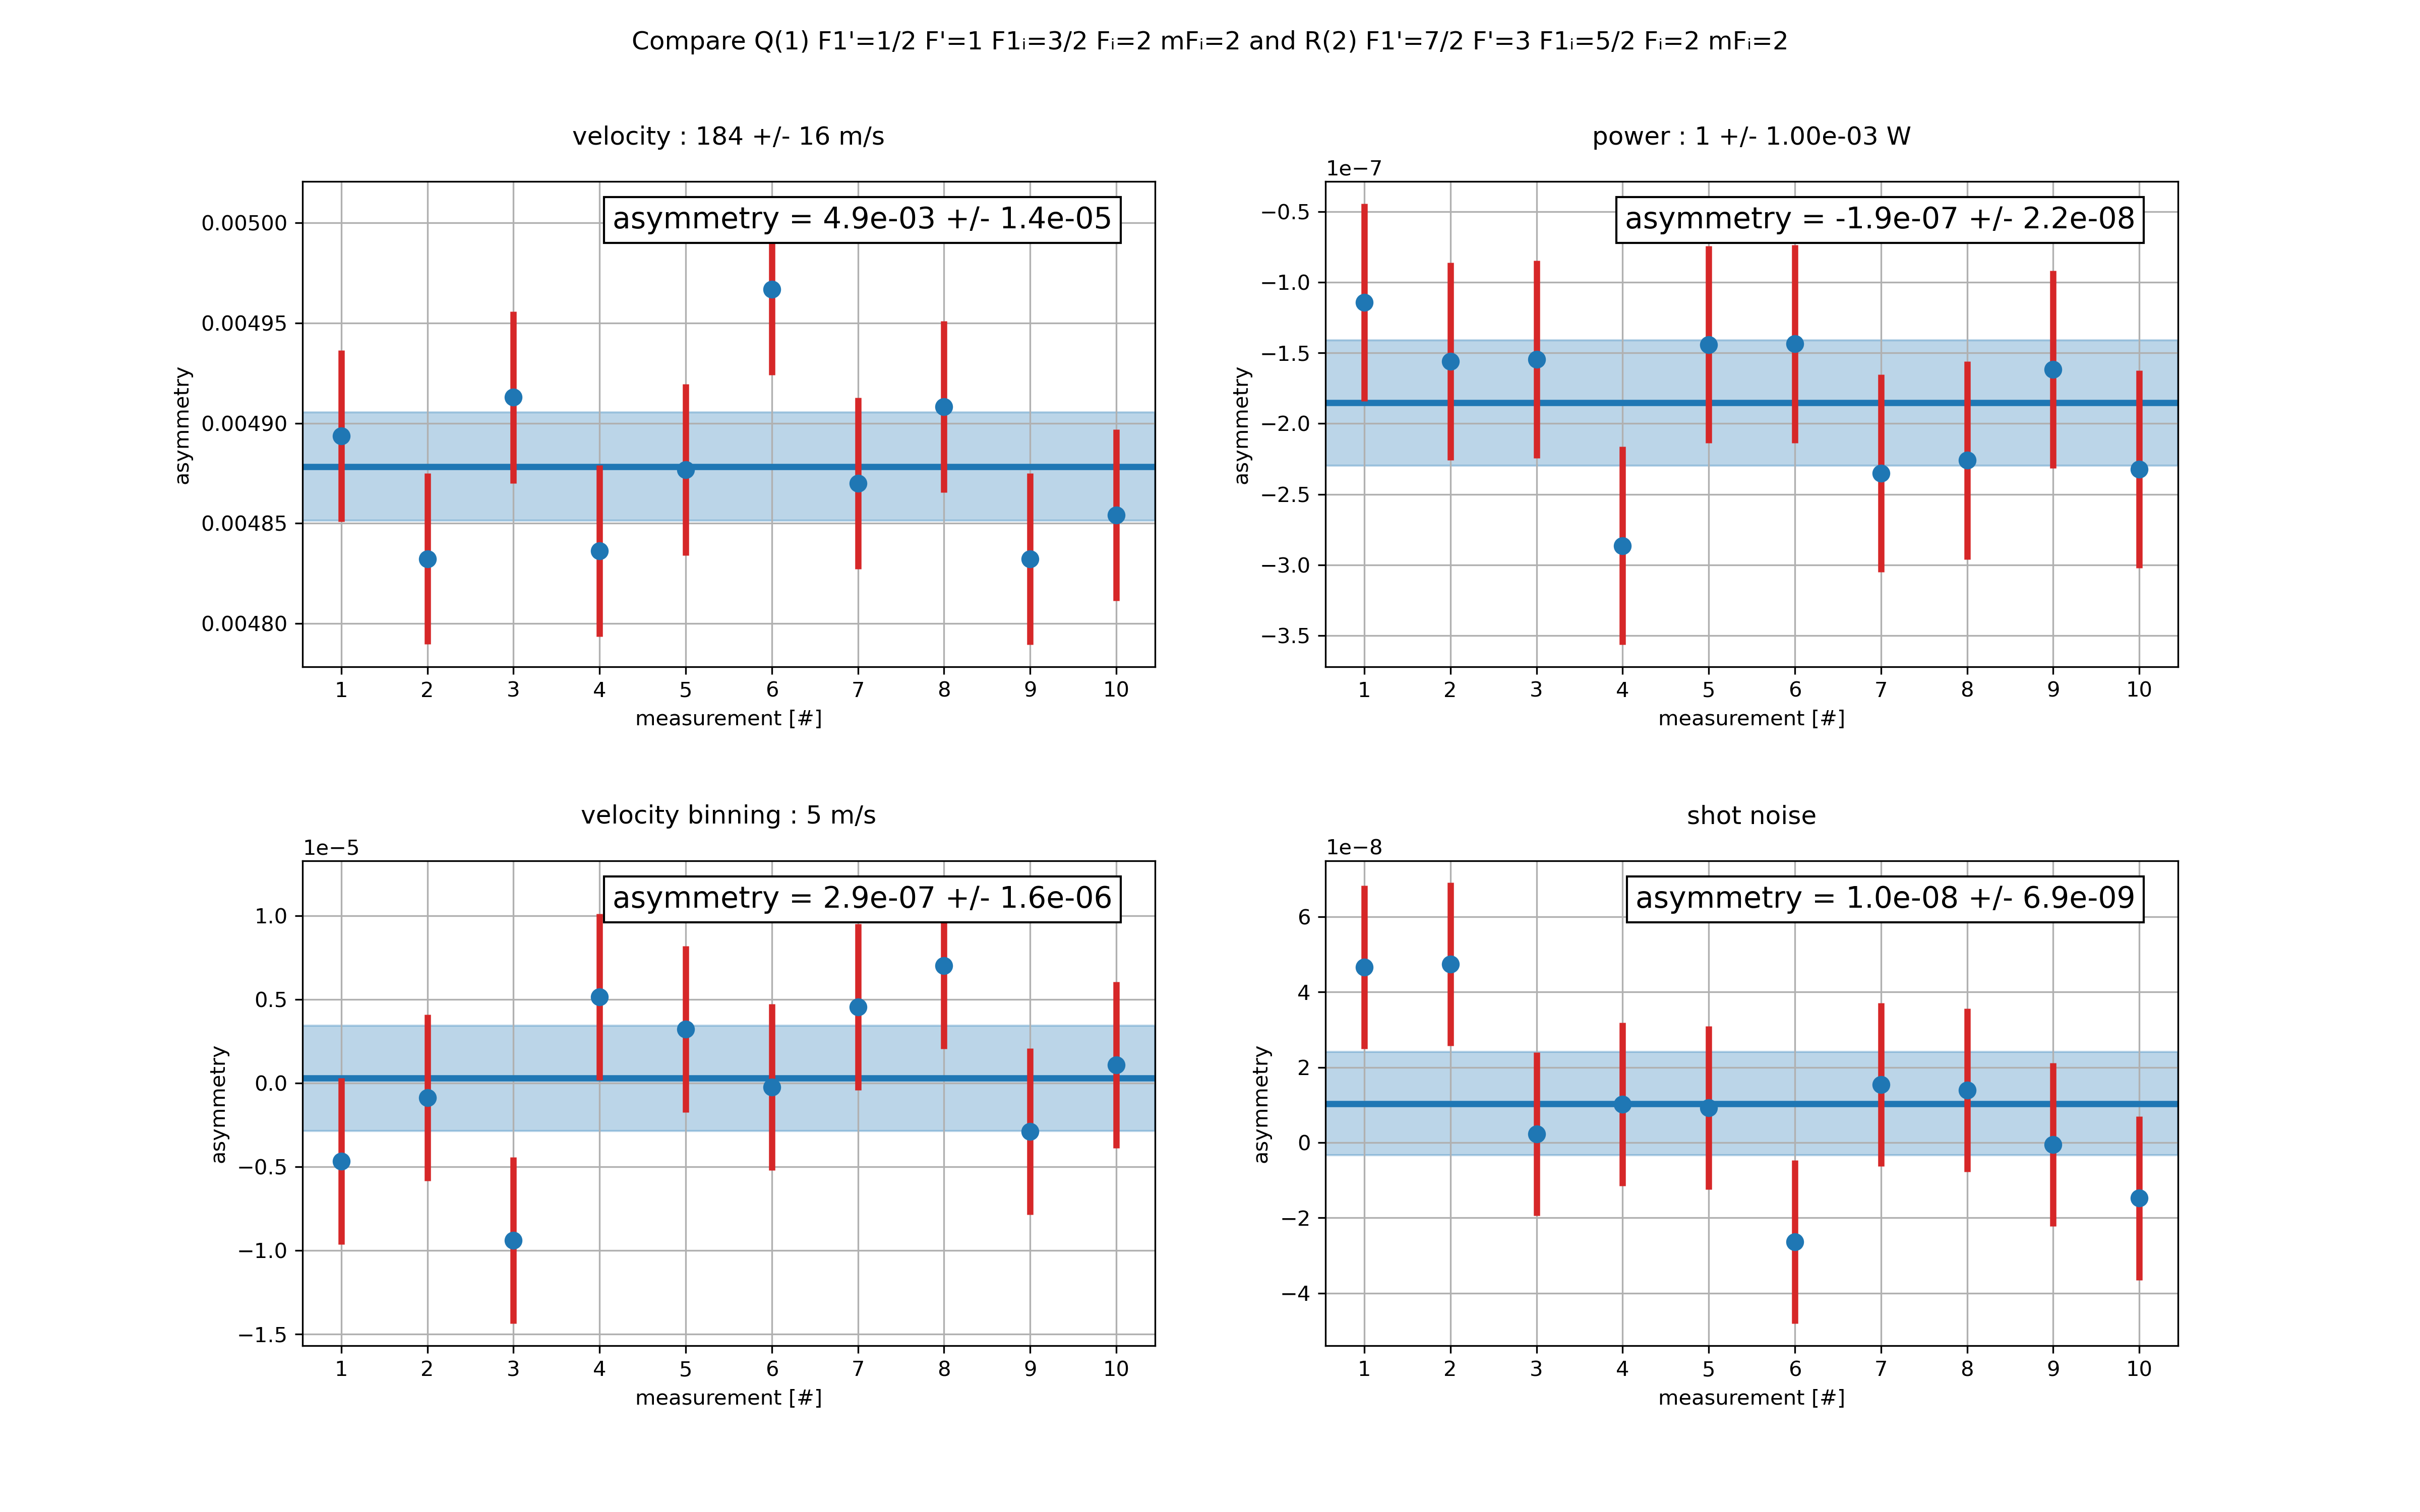 Compare Q(1) F1'=1/2 F'=1 F1ᵢ=3/2 Fᵢ=2 mFᵢ=2 and R(2) F1'=7/2 F'=3 F1ᵢ=5/2 Fᵢ=2 mFᵢ=2
velocity : 184 +/- 16 m/s
asymmetry = 4.9e-03 +/- 1.4e-05
0.00500
0.00495
0.00490
0.00485
0.00480
asymmetry
1 2 3 4 5 6 7 8 9 10
measurement [#]
power : 1 +/- 1.00e-03 W
1e−7
asymmetry = -1.9e-07 +/- 2.2e-08
−0.5
−1.0
−1.5
−2.0
−2.5
−3.0
−3.5
asymmetry
1 2 3 4 5 6 7 8 9 10
measurement [#]
velocity binning : 5 m/s
1e−5
asymmetry = 2.9e-07 +/- 1.6e-06
1.0
0.5
0.0
−0.5
−1.0
−1.5
asymmetry
1 2 3 4 5 6 7 8 9 10
measurement [#]
shot noise
1e−8
asymmetry = 1.0e-08 +/- 6.9e-09
6
4
2
0
−2
−4
asymmetry
1 2 3 4 5 6 7 8 9 10
measurement [#]